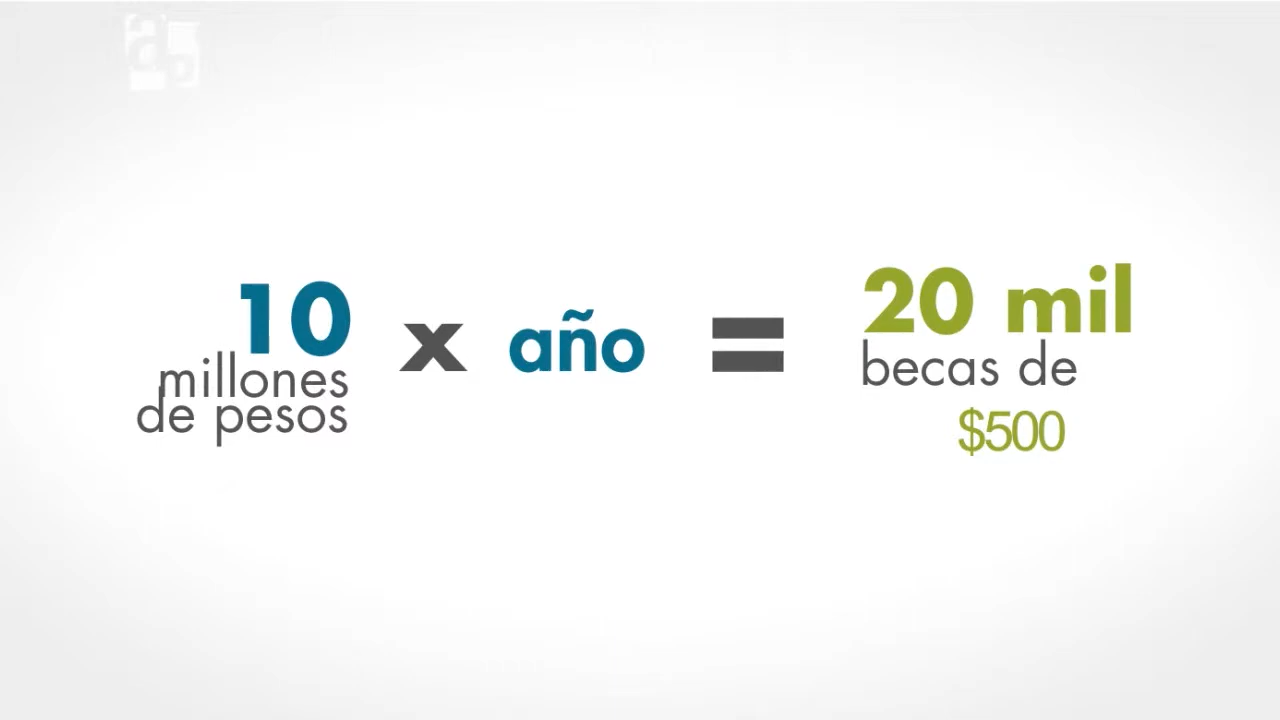 10
millones
de pesos
x año =
20 mil
becas de
$500